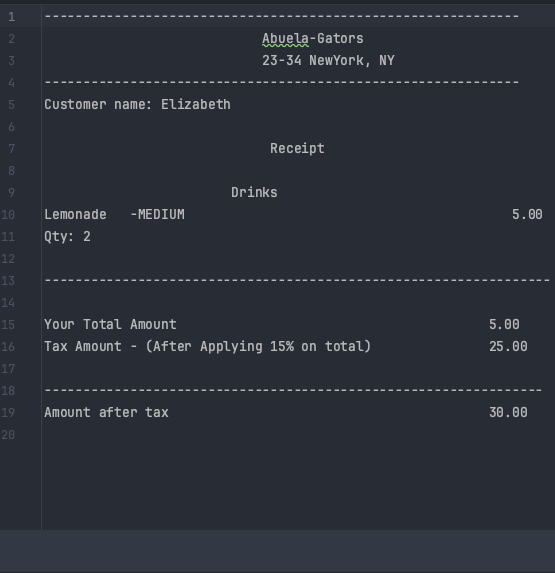 1 -------------------------------------------------------------
2 Abuela-Gators
3 23-34 NewYork, NY
4 -------------------------------------------------------------
5 Customer name: Elizabeth
6
7 Receipt
8
9 Drinks
10 Lemonade   -MEDIUM 5.00
11 Qty: 2
12
13 -----------------------------------------------------------------
14
15 Your Total Amount 5.00
16 Tax Amount - (After Applying 15% on total) 25.00
17
18 ----------------------------------------------------------------
19 Amount after tax 30.00
20